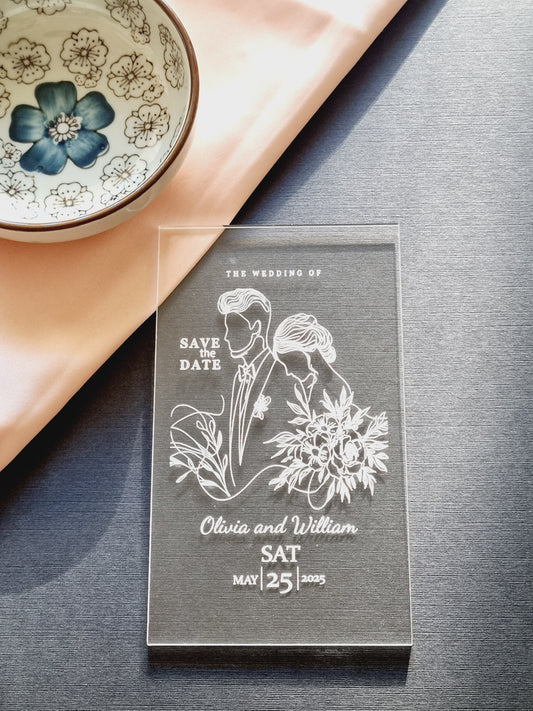 THE WEDDING OF
SAVE
the
DATE
Olivia and William
SAT
MAY 25 2025